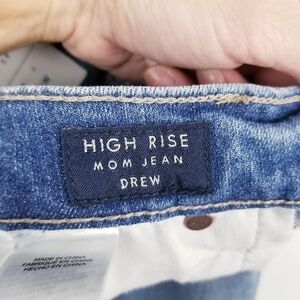 HIGH RISE
MOM JEAN
DREW
MADE IN CHINA
FABRIQUÉ EN CHINE
HECHO EN CHINA